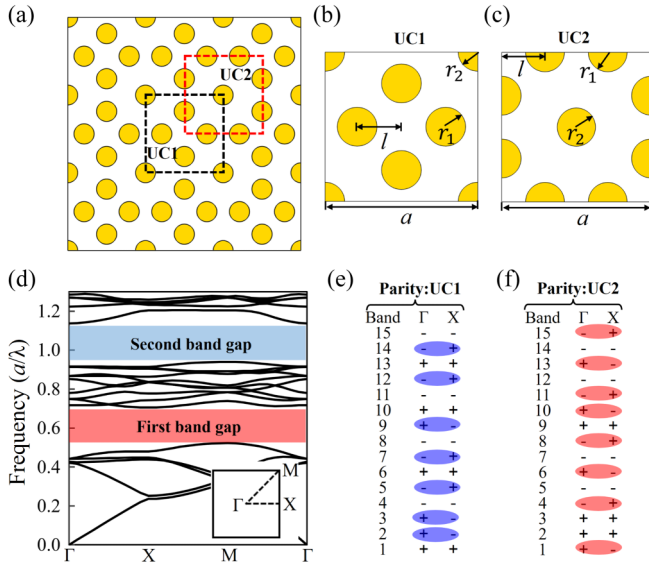 (a)
UC2
UC1
(b)
UC1
r₂
l
r₁
a
(c)
UC2
l
r₁
r₂
a
(d)
Frequency (a/λ)
1.2
1.0
0.8
0.6
0.4
0.2
0.0
Second band gap
First band gap
M
Γ
X
Γ X M Γ
(e)
Parity:UC1
Band Γ X
15 - -
14 - +
13 + +
12 - +
11 - -
10 + +
9 + -
8 - -
7 - +
6 + +
5 - +
4 - -
3 + -
2 + -
1 + +
(f)
Parity:UC2
Band Γ X
15 - +
14 - -
13 + -
12 - -
11 - +
10 + -
9 + +
8 - +
7 - -
6 + -
5 - -
4 - +
3 + +
2 + +
1 + -